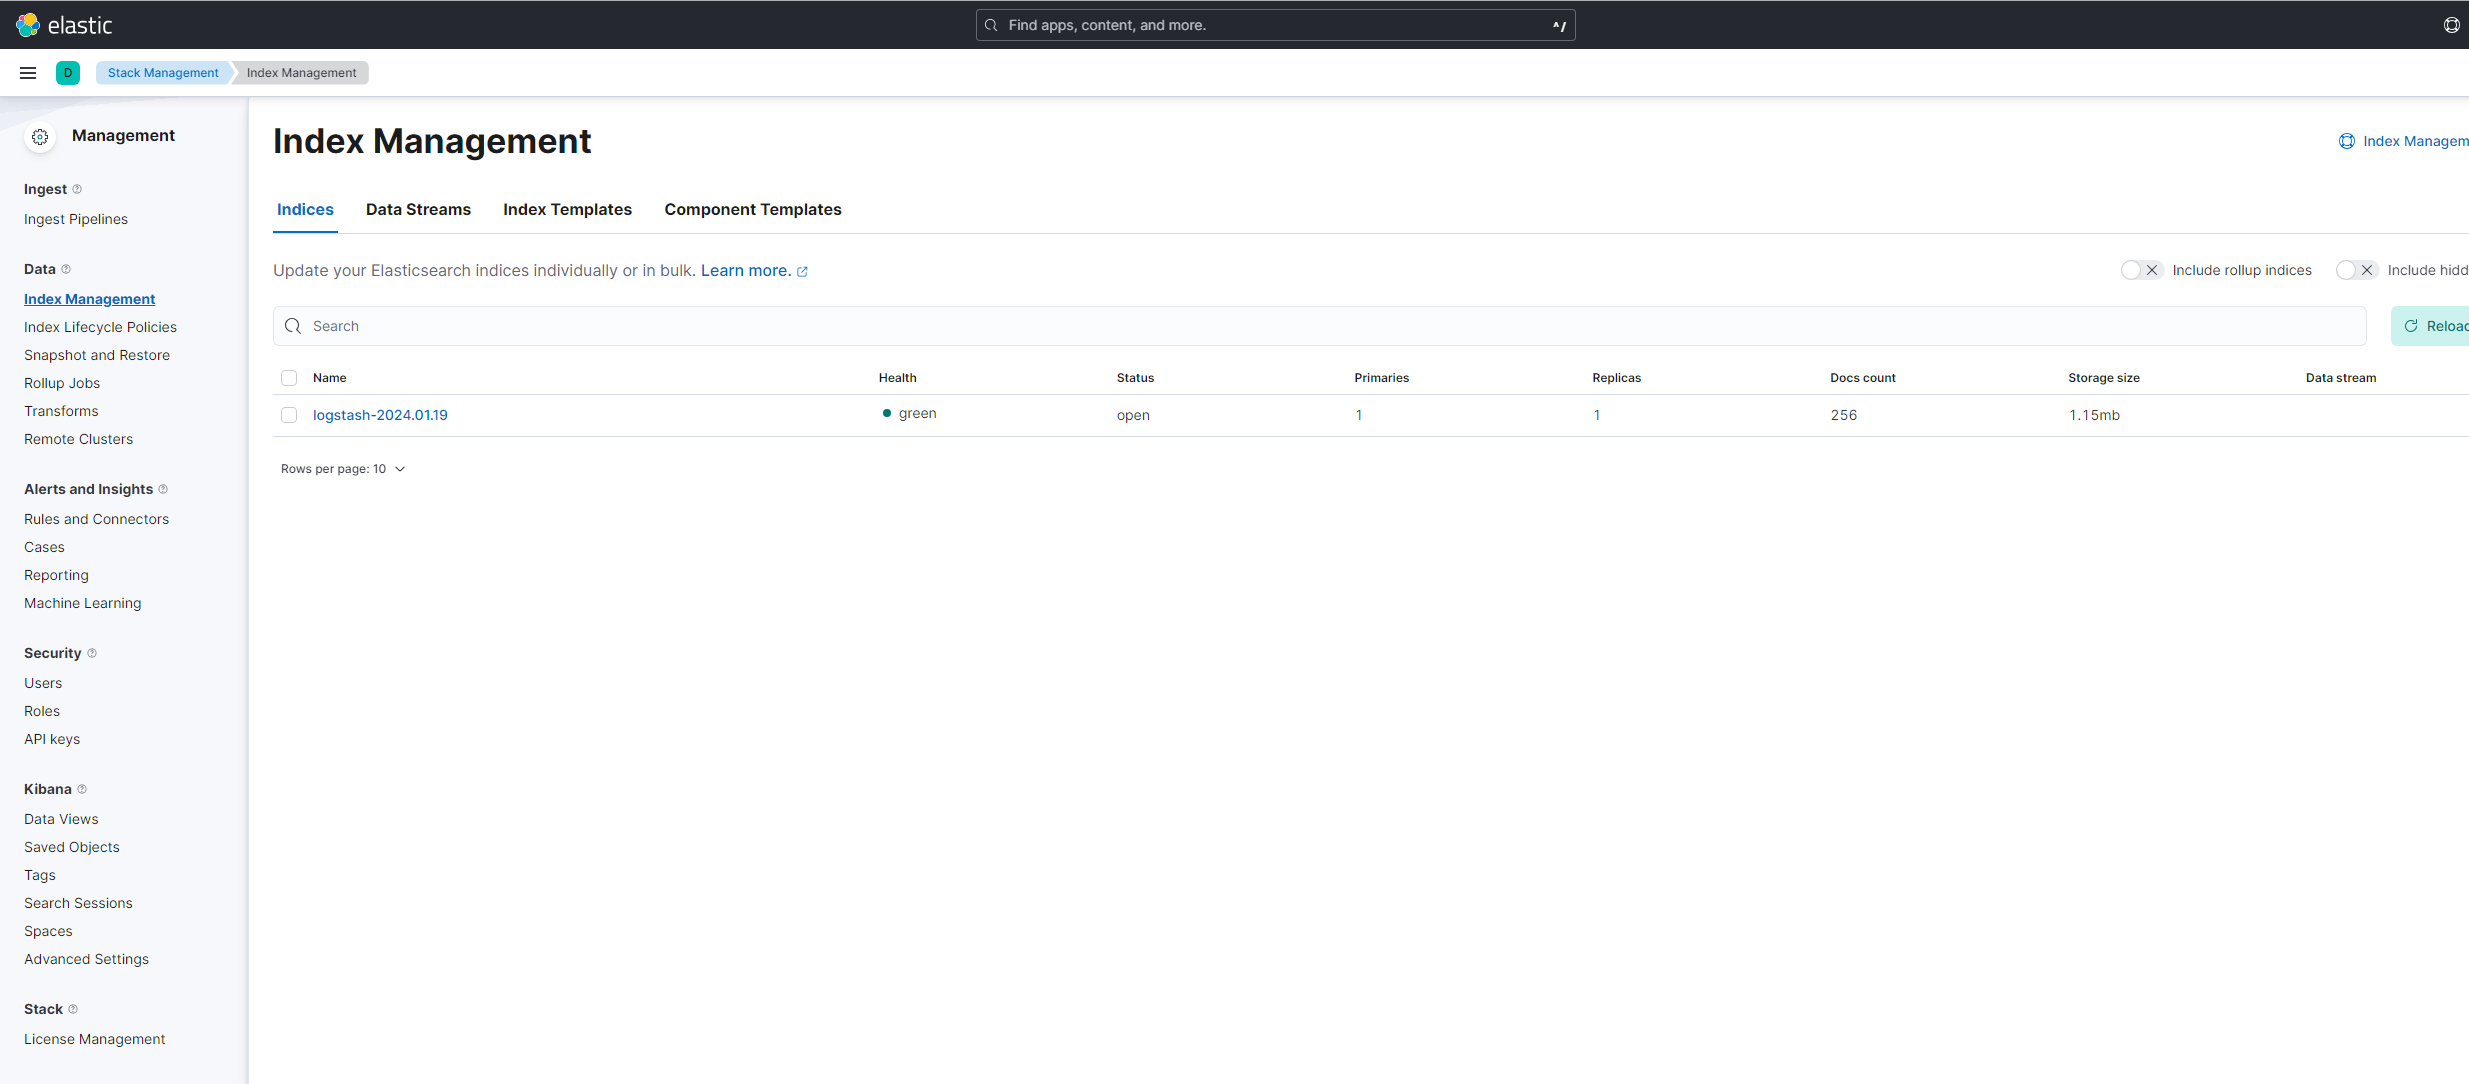 elastic
Find apps, content, and more.
^/
D
Stack Management
Index Management
Management
Ingest
Ingest Pipelines
Data
Index Management
Index Lifecycle Policies
Snapshot and Restore
Rollup Jobs
Transforms
Remote Clusters
Alerts and Insights
Rules and Connectors
Cases
Reporting
Machine Learning
Security
Users
Roles
API keys
Kibana
Data Views
Saved Objects
Tags
Search Sessions
Spaces
Advanced Settings
Stack
License Management
Index Management
Index Managem
Indices Data Streams Index Templates Component Templates
Update your Elasticsearch indices individually or in bulk. Learn more.
Include rollup indices
Include hidd
Search
Reload
Name Health Status Primaries Replicas Docs count Storage size Data stream
logstash-2024.01.19 green open 1 1 256 1.15mb
Rows per page: 10